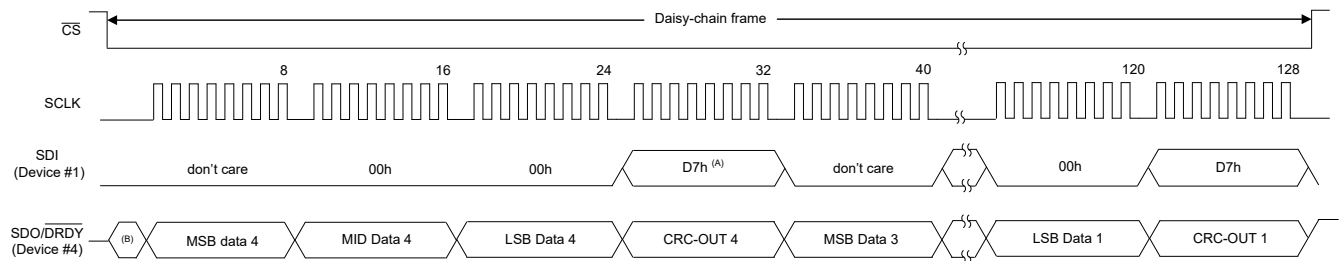 Daisy-chain frame
CS
8 16 24 32 40 120 128
SCLK
SDI
(Device #1)
don't care 00h 00h D7h (A) don't care 00h D7h
SDO/DRDY
(Device #4)
(B) MSB data 4 MID Data 4 LSB Data 4 CRC-OUT 4 MSB Data 3 LSB Data 1 CRC-OUT 1